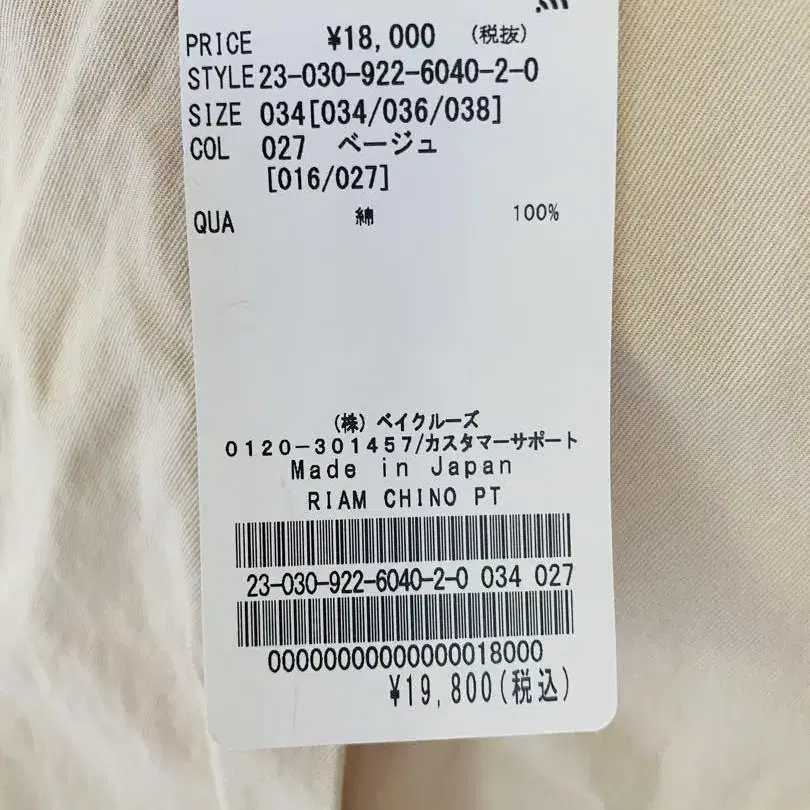 PRICE ¥18,000 (税抜)
STYLE 23-030-922-6040-2-0
SIZE 034[034/036/038]
COL 027 ベージュ
[016/027]
QUA 綿 100%
(株)ベイクルーズ
0120-301457/カスタマーサポート
Made in Japan
RIAM CHINO PT
23-030-922-6040-2-0 034 027
000000000000000018000
¥19,800(税込)